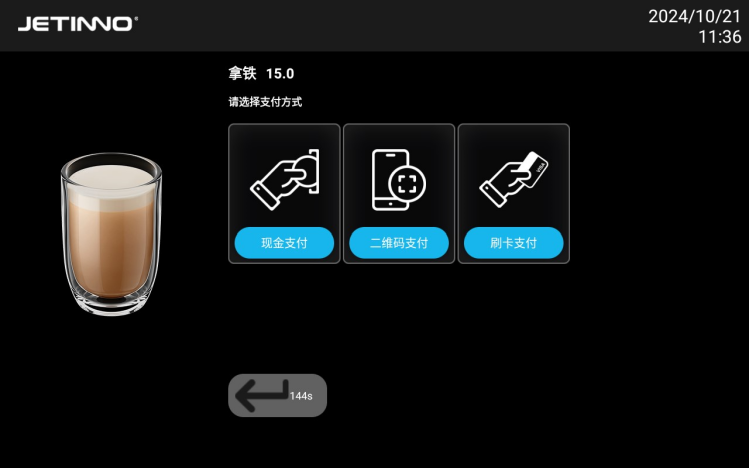 JETINNO
2024/10/21
11:36
拿铁 15.0
请选择支付方式
VISA
现金支付
二维码支付
刷卡支付
144s